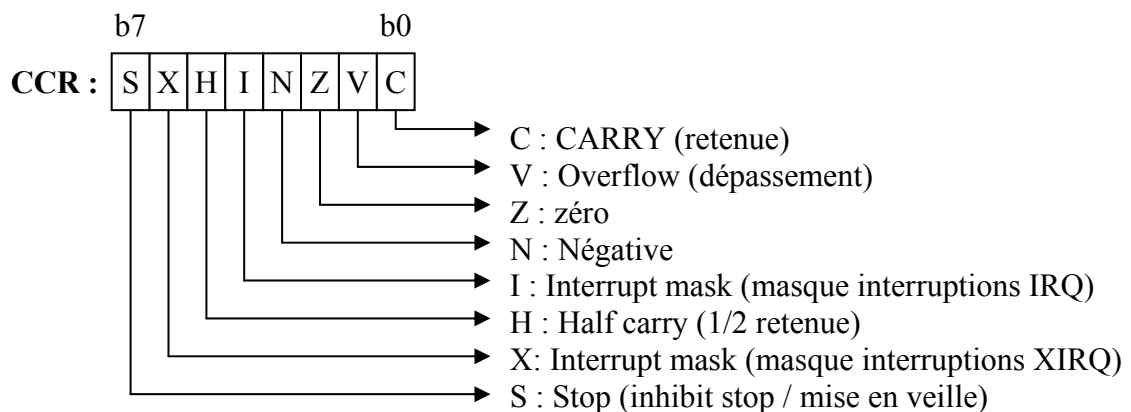 b7 b0
CCR : S X H I N Z V C
C : CARRY (retenue)
V : Overflow (dépassement)
Z : zéro
N : Négative
I : Interrupt mask (masque interruptions IRQ)
H : Half carry (1/2 retenue)
X: Interrupt mask (masque interruptions XIRQ)
S : Stop (inhibit stop / mise en veille)